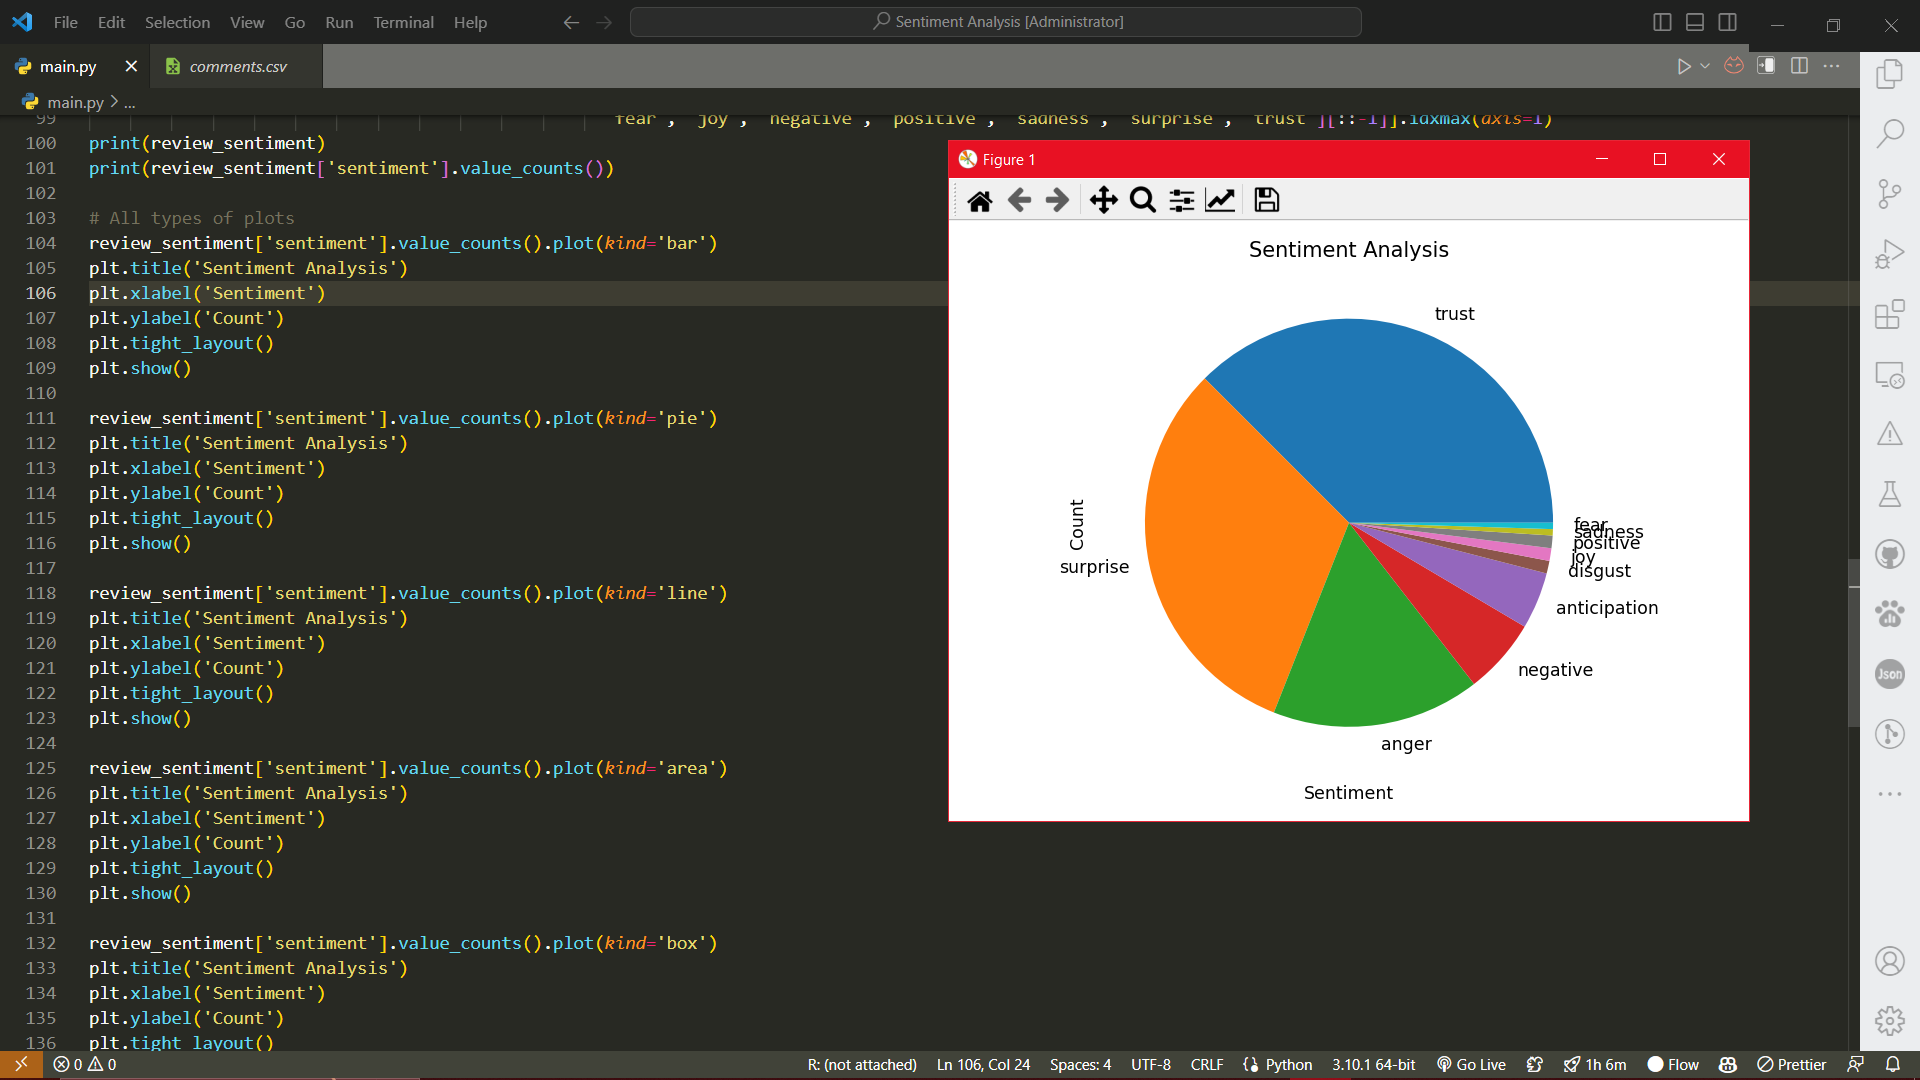 File Edit Selection View Go Run Terminal Help
Sentiment Analysis [Administrator]
main.py
comments.csv
main.py > ...
99 fear', 'joy', 'negative', 'positive', 'sadness', 'surprise', 'trust'][::-1]].idxmax(axis=1)
100 print(review_sentiment)
101 print(review_sentiment['sentiment'].value_counts())
102
103 # All types of plots
104 review_sentiment['sentiment'].value_counts().plot(kind='bar')
105 plt.title('Sentiment Analysis')
106 plt.xlabel('Sentiment')
107 plt.ylabel('Count')
108 plt.tight_layout()
109 plt.show()
110
111 review_sentiment['sentiment'].value_counts().plot(kind='pie')
112 plt.title('Sentiment Analysis')
113 plt.xlabel('Sentiment')
114 plt.ylabel('Count')
115 plt.tight_layout()
116 plt.show()
117
118 review_sentiment['sentiment'].value_counts().plot(kind='line')
119 plt.title('Sentiment Analysis')
120 plt.xlabel('Sentiment')
121 plt.ylabel('Count')
122 plt.tight_layout()
123 plt.show()
124
125 review_sentiment['sentiment'].value_counts().plot(kind='area')
126 plt.title('Sentiment Analysis')
127 plt.xlabel('Sentiment')
128 plt.ylabel('Count')
129 plt.tight_layout()
130 plt.show()
131
132 review_sentiment['sentiment'].value_counts().plot(kind='box')
133 plt.title('Sentiment Analysis')
134 plt.xlabel('Sentiment')
135 plt.ylabel('Count')
136 plt.tight_layout()
Figure 1
Sentiment Analysis
trust
fear
sadness
positive
joy
disgust
anticipation
negative
anger
surprise
Count
Sentiment
Json
0 0 R: (not attached) Ln 106, Col 24 Spaces: 4 UTF-8 CRLF Python 3.10.1 64-bit Go Live 1h 6m Flow Prettier